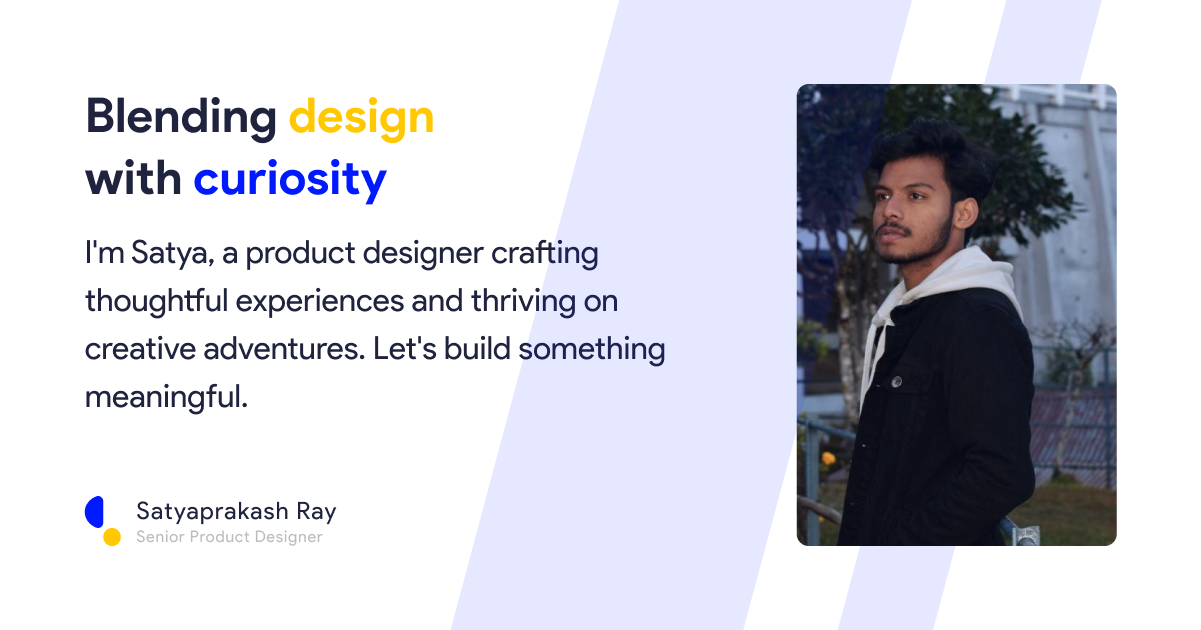 Blending design
with curiosity
I'm Satya, a product designer crafting
thoughtful experiences and thriving on
creative adventures. Let's build something
meaningful.
Satyaprakash Ray
Senior Product Designer